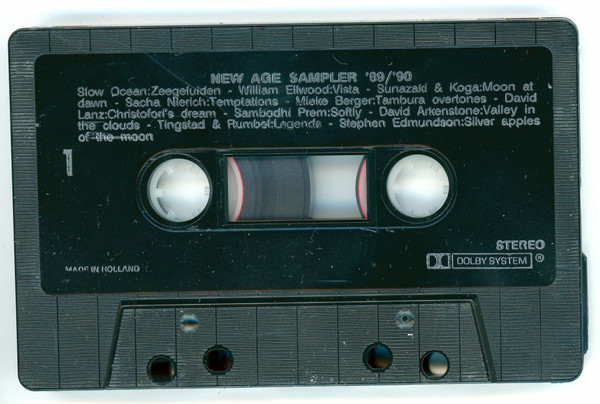 NEW AGE SAMPLER '89/'90
Slow Ocean:Zeegeluiden - William Ellwood:Vista - Sunazaki & Koga:Moon at
dawn - Sacha Nierich:Temptations - Mieke Berger:Tambura overtones - David
Lanz:Christofori's dream - Sambodhi Prem:Softly - David Arkenstone:Valley in
the clouds - Tingstad & Rumbel:Legends - Stephen Edmundson:Silver apples
of the moon
1
STEREO
DOLBY SYSTEM ®
MADE IN HOLLAND